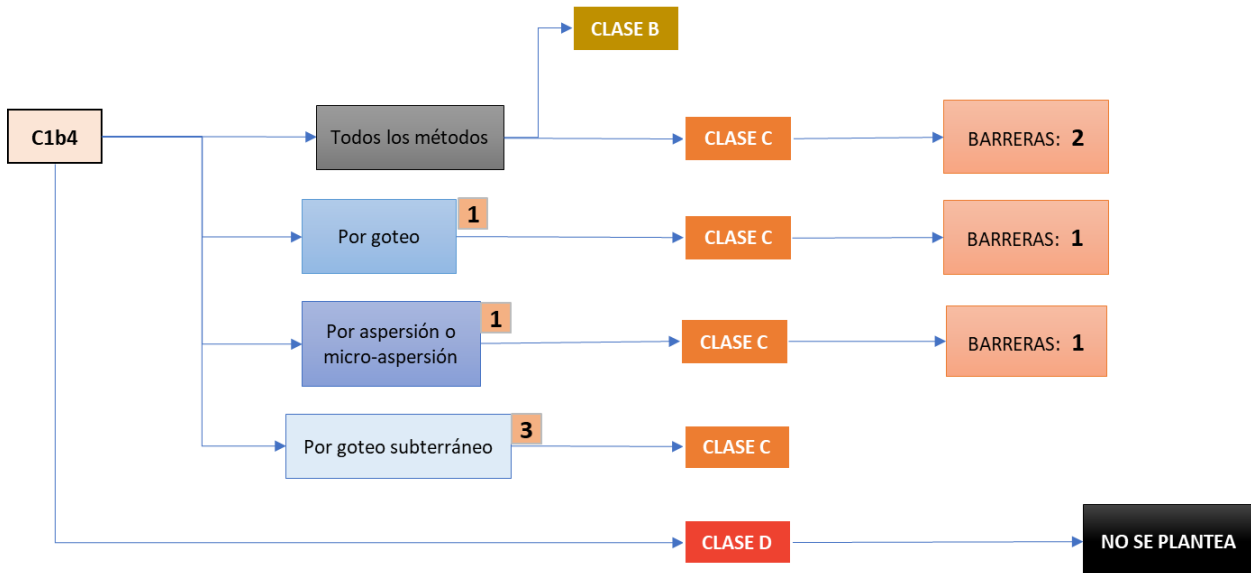 CLASE B
C1b4
Todos los métodos
CLASE C
BARRERAS: 2
Por goteo
1
CLASE C
BARRERAS: 1
Por aspersión o
micro-aspersión
1
CLASE C
BARRERAS: 1
Por goteo subterráneo
3
CLASE C
CLASE D
NO SE PLANTEA